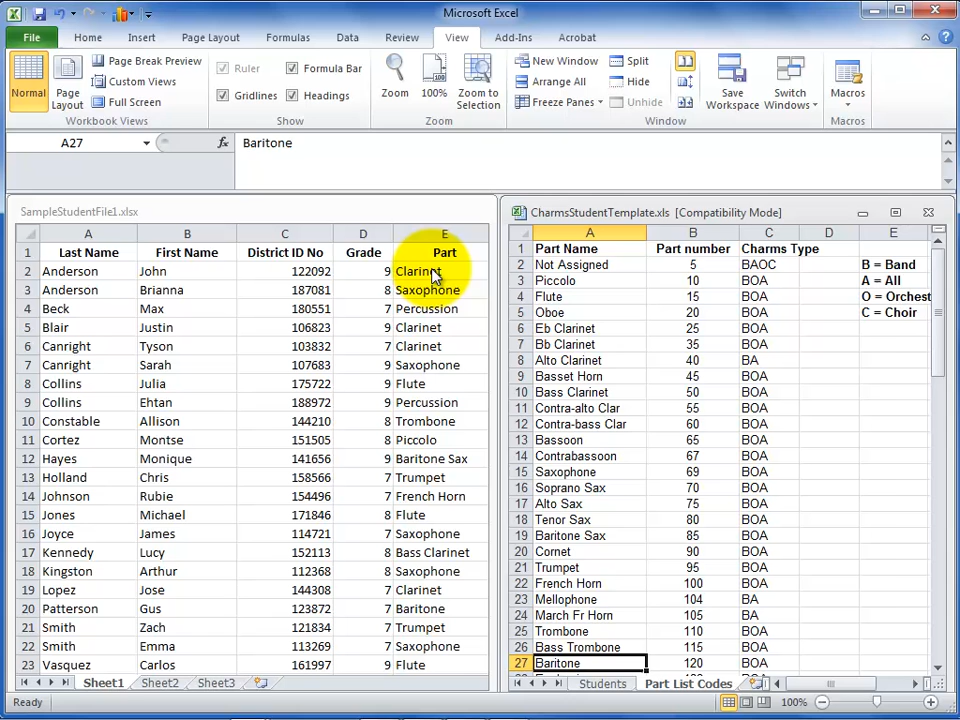 Microsoft Excel
File Home Insert Page Layout Formulas Data Review View Add-Ins Acrobat
Normal
Page Layout
Page Break Preview
Custom Views
Full Screen
Workbook Views
Ruler
Formula Bar
Gridlines
Headings
Show
Zoom
100%
Zoom to Selection
Zoom
New Window
Arrange All
Freeze Panes
Split
Hide
Unhide
Save Workspace
Switch Windows
Window
Macros
Macros
A27 fx Baritone
SampleStudentFile1.xlsx
A B C D E
1 Last Name First Name District ID No Grade Part
2 Anderson John 122092 9 Clarinet
3 Anderson Brianna 187081 8 Saxophone
4 Beck Max 180551 7 Percussion
5 Blair Justin 106823 9 Clarinet
6 Canright Tyson 103832 7 Clarinet
7 Canright Sarah 107683 9 Saxophone
8 Collins Julia 175722 9 Flute
9 Collins Ehtan 188972 9 Percussion
10 Constable Allison 144210 8 Trombone
11 Cortez Montse 151505 8 Piccolo
12 Hayes Monique 141656 9 Baritone Sax
13 Holland Chris 158566 7 Trumpet
14 Johnson Rubie 154496 7 French Horn
15 Jones Michael 171846 8 Flute
16 Joyce James 114721 7 Saxophone
17 Kennedy Lucy 152113 8 Bass Clarinet
18 Kingston Arthur 112368 8 Saxophone
19 Lopez Jose 144308 7 Clarinet
20 Patterson Gus 123872 7 Baritone
21 Smith Zach 121834 7 Trumpet
22 Smith Emma 113269 7 Saxophone
23 Vasquez Carlos 161997 9 Flute
Sheet1 Sheet2 Sheet3
CharmsStudentTemplate.xls [Compatibility Mode]
A B C D E
1 Part Name Part number Charms Type
2 Not Assigned 5 BAOC B = Band
3 Piccolo 10 BOA A = All
4 Flute 15 BOA O = Orchest
5 Oboe 20 BOA C = Choir
6 Eb Clarinet 25 BOA
7 Bb Clarinet 35 BOA
8 Alto Clarinet 40 BA
9 Basset Horn 45 BOA
10 Bass Clarinet 50 BOA
11 Contra-alto Clar 55 BOA
12 Contra-bass Clar 60 BOA
13 Bassoon 65 BOA
14 Contrabassoon 67 BOA
15 Saxophone 69 BOA
16 Soprano Sax 70 BOA
17 Alto Sax 75 BOA
18 Tenor Sax 80 BOA
19 Baritone Sax 85 BOA
20 Cornet 90 BOA
21 Trumpet 95 BOA
22 French Horn 100 BOA
23 Mellophone 104 BA
24 March Fr Horn 105 BA
25 Trombone 110 BOA
26 Bass Trombone 115 BOA
27 Baritone 120 BOA
Students Part List Codes
Ready 100%